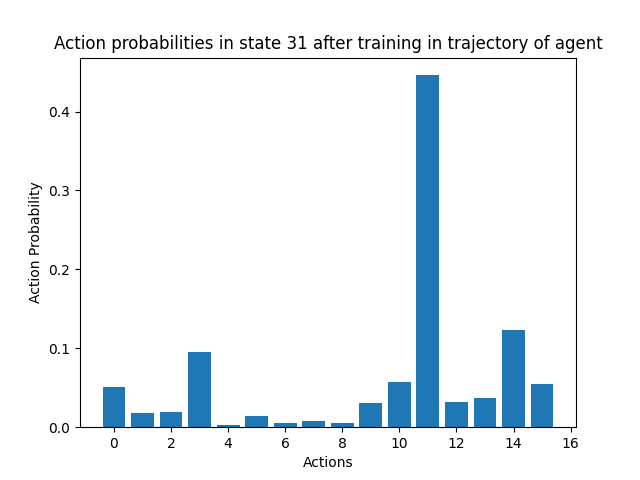 Action probabilities in state 31 after training in trajectory of agent
0.4
0.3
0.2
0.1
0.0
Action Probability
0 2 4 6 8 10 12 14 16
Actions